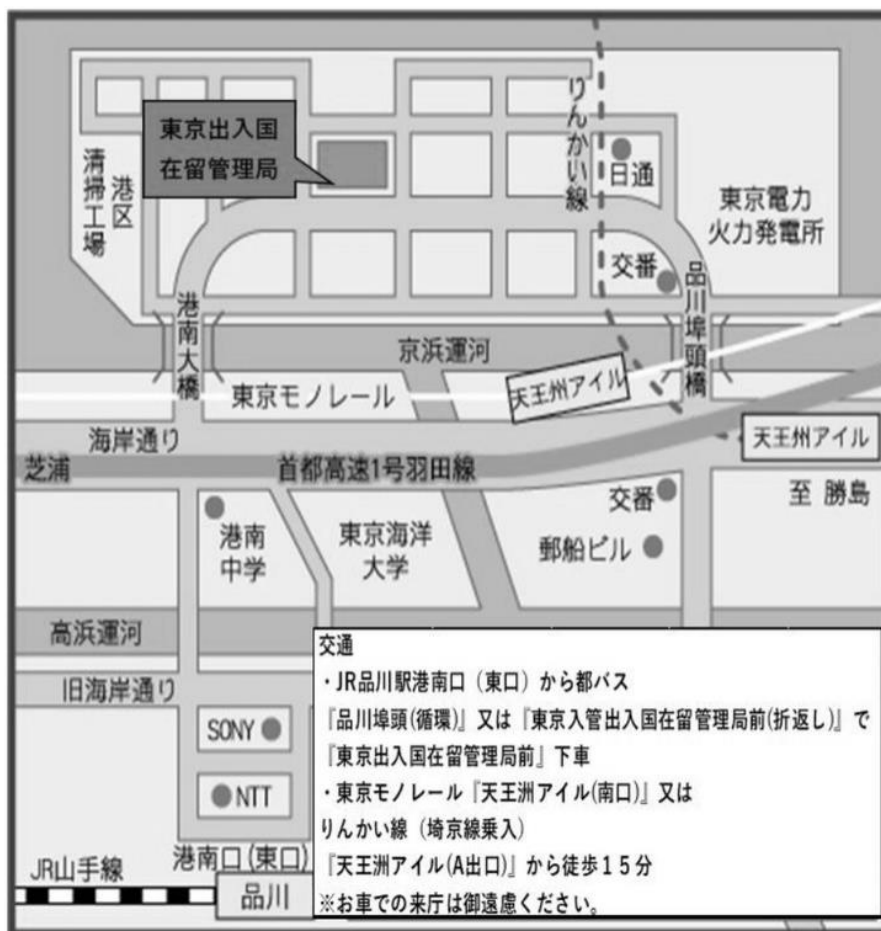 東京出入国
在留管理局
りんかい線
日通
東京電力
火力発電所
港区
清掃工場
交番
品川埠頭橋
港南大橋
京浜運河
東京モノレール
天王州アイル
海岸通り
天王州アイル
芝浦
首都高速1号羽田線
至 勝島
港南
中学
東京海洋
大学
交番
郵船ビル
高浜運河
旧海岸通り
SONY
NTT
港南口(東口)
JR山手線
品川
交通
・JR品川駅港南口（東口）から都バス
『品川埠頭(循環)』又は『東京入管出入国在留管理局前(折返し)』で
『東京出入国在留管理局前』下車
・東京モノレール『天王洲アイル(南口)』又は
りんかい線（埼京線乗入）
『天王洲アイル(A出口)』から徒歩１５分
※お車での来庁は御遠慮ください。